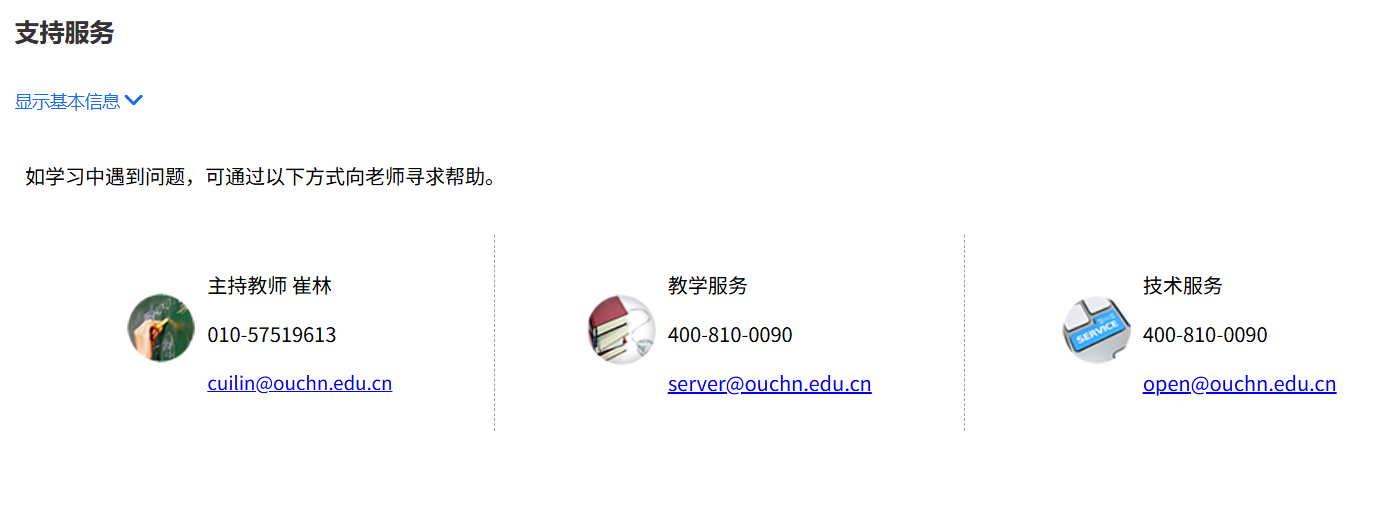 支持服务
显示基本信息
如学习中遇到问题，可通过以下方式向老师寻求帮助。
主持教师 崔林
010-57519613
cuilin@ouchn.edu.cn
教学服务
400-810-0090
server@ouchn.edu.cn
SERVICE
技术服务
400-810-0090
open@ouchn.edu.cn